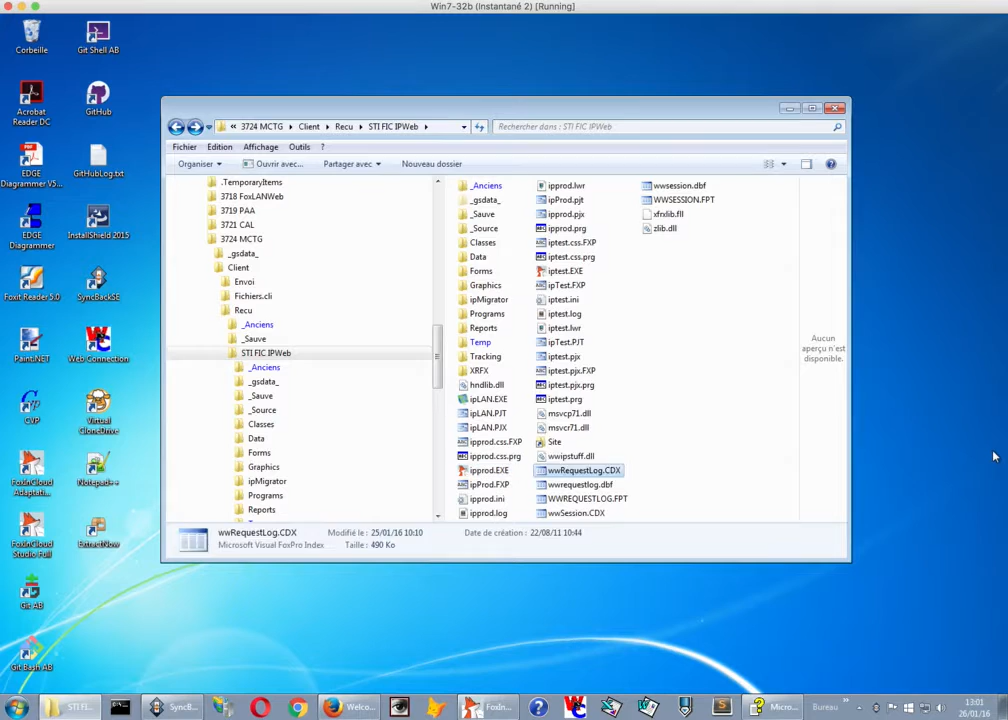 Win7-32b (Instantané 2) [Running]
Corbeille
Git Shell AB
Acrobat
Reader DC
GitHub
EDGE
Diagrammer V5...
GitHubLog.txt
EDGE
Diagrammer
InstallShield 2015
Foxit Reader 5.0
SyncBackSE
Paint.NET
Web Connection
CVP
Virtual
CloneDrive
FoxInCloud
Adaptati...
Notepad++
FoxInCloud
Studio Full
ExtractNow
Git AB
Git Bash AB
« 3724 MCTG
Client
Recu
STI FIC IPWeb
Rechercher dans : STI FIC IPWeb
Fichier
Edition
Affichage
Outils
?
Organiser
Ouvrir avec...
Partager avec
Nouveau dossier
.TemporaryItems
3718 FoxLANWeb
3719 PAA
3721 CAL
3724 MCTG
_gsdata_
Client
Envoi
Fichiers.cli
Recu
_Anciens
_Sauve
STI FIC IPWeb
_Anciens
_gsdata_
_Sauve
_Source
Classes
Data
Forms
Graphics
ipMigrator
Programs
Reports
_Anciens
_gsdata_
_Sauve
_Source
Classes
Data
Forms
Graphics
ipMigrator
Programs
Reports
Temp
Tracking
XRFX
hndlib.dll
ipLAN.EXE
ipLAN.PJT
ipLAN.PJX
ipprod.css.FXP
ipprod.css.prg
ipprod.EXE
ipProd.FXP
ipprod.ini
ipprod.log
ipprod.lwr
ipProd.pjt
ipprod.pjx
ipprod.prg
iptest.css.FXP
iptest.css.prg
iptest.EXE
ipTest.FXP
iptest.ini
iptest.log
iptest.lwr
ipTest.PJT
iptest.pjx
iptest.pjx.FXP
iptest.pjx.prg
iptest.prg
msvcp71.dll
msvcr71.dll
Site
wwipstuff.dll
wwRequestLog.CDX
wwrequestlog.dbf
WWREQUESTLOG.FPT
wwSession.CDX
wwsession.dbf
WWSESSION.FPT
xfrxlib.fll
zlib.dll
Aucun
aperçu n'est
disponible.
wwRequestLog.CDX
Modifié le : 25/01/16 10:10
Date de création : 22/08/11 10:44
Microsoft Visual FoxPro Index
Taille : 490 Ko
STI FI...
SyncB...
Welco...
FoxIn...
Micro...
Bureau
»
13:01
26/01/16